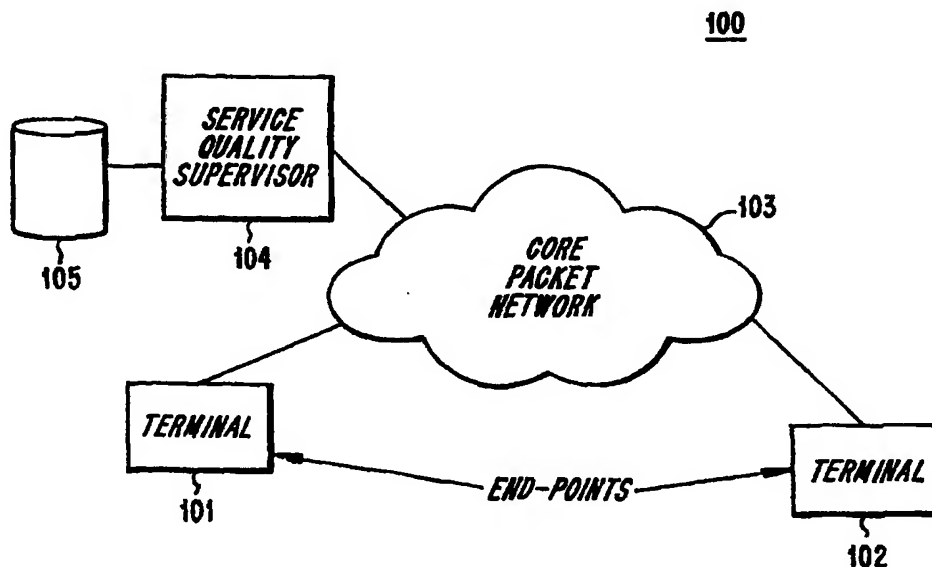 100
SERVICE
QUALITY
SUPERVISOR
105
104
103
CORE
PACKET
NETWORK
TERMINAL
101
END-POINTS
TERMINAL
102